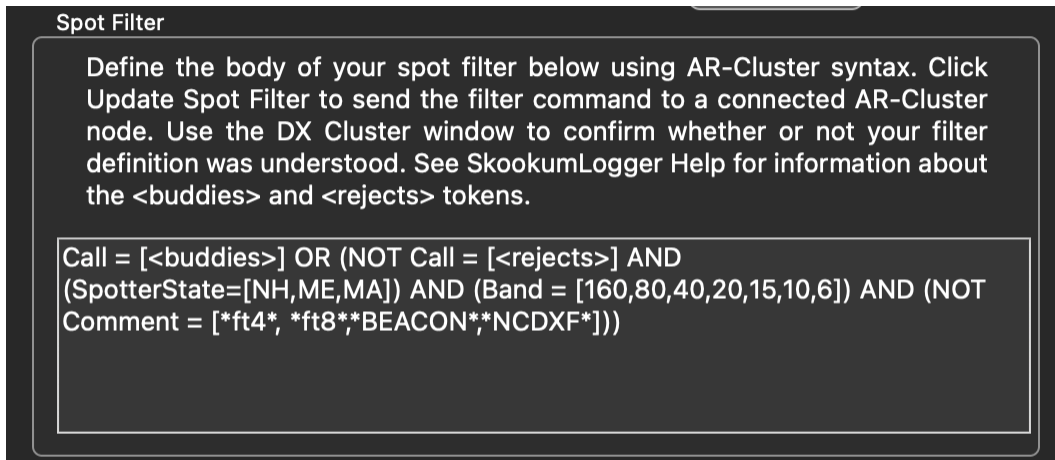 Spot Filter
Define the body of your spot filter below using AR-Cluster syntax. Click
Update Spot Filter to send the filter command to a connected AR-Cluster
node. Use the DX Cluster window to confirm whether or not your filter
definition was understood. See SkookumLogger Help for information about
the <buddies> and <rejects> tokens.
Call = [<buddies>] OR (NOT Call = [<rejects>] AND
(SpotterState=[NH,ME,MA]) AND (Band = [160,80,40,20,15,10,6]) AND (NOT
Comment = [*ft4*, *ft8*,*BEACON*,*NCDXF*]))